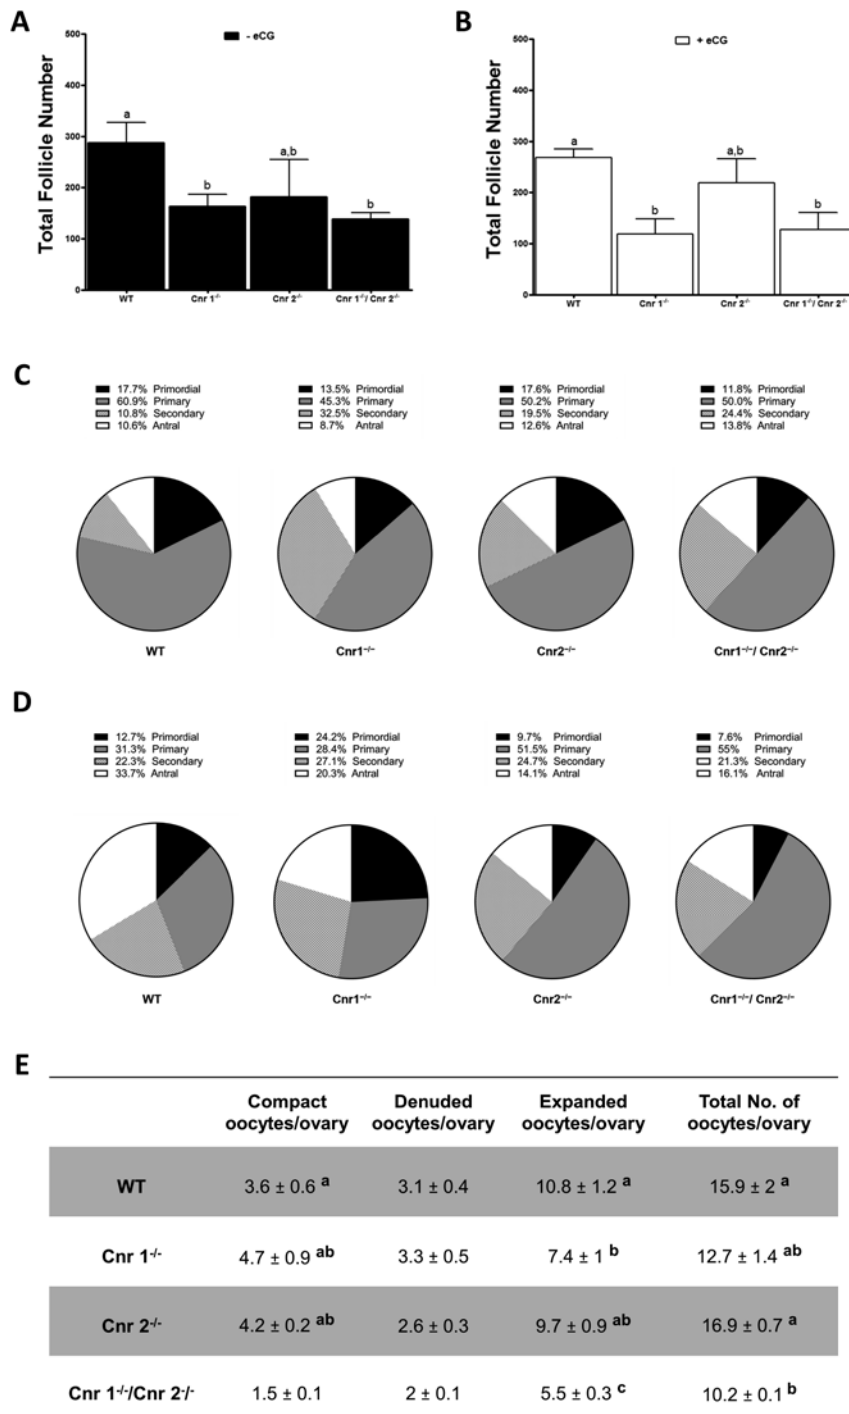 A
- eCG
Total Follicle Number
500
400
300
200
100
0
a
b
a,b
b
WT
Cnr 1⁻/⁻
Cnr 2⁻/⁻
Cnr 1⁻/⁻/ Cnr 2⁻/⁻
B
+ eCG
Total Follicle Number
500
400
300
200
100
0
a
b
a,b
b
WT
Cnr 1⁻/⁻
Cnr 2⁻/⁻
Cnr 1⁻/⁻/ Cnr 2⁻/⁻
C
17.7% Primordial
60.9% Primary
10.8% Secondary
10.6% Antral
WT
13.5% Primordial
45.3% Primary
32.5% Secondary
8.7% Antral
Cnr1⁻/⁻
17.6% Primordial
50.2% Primary
19.5% Secondary
12.6% Antral
Cnr2⁻/⁻
11.8% Primordial
50.0% Primary
24.4% Secondary
13.8% Antral
Cnr1⁻/⁻/ Cnr2⁻/⁻
D
12.7% Primordial
31.3% Primary
22.3% Secondary
33.7% Antral
WT
24.2% Primordial
28.4% Primary
27.1% Secondary
20.3% Antral
Cnr1⁻/⁻
9.7% Primordial
51.5% Primary
24.7% Secondary
14.1% Antral
Cnr2⁻/⁻
7.6% Primordial
55% Primary
21.3% Secondary
16.1% Antral
Cnr1⁻/⁻/ Cnr2⁻/⁻
E
Compact oocytes/ovary Denuded oocytes/ovary Expanded oocytes/ovary Total No. of oocytes/ovary
WT 3.6 ± 0.6 a 3.1 ± 0.4 10.8 ± 1.2 a 15.9 ± 2 a
Cnr 1-/- 4.7 ± 0.9 ab 3.3 ± 0.5 7.4 ± 1 b 12.7 ± 1.4 ab
Cnr 2-/- 4.2 ± 0.2 ab 2.6 ± 0.3 9.7 ± 0.9 ab 16.9 ± 0.7 a
Cnr 1-/-/Cnr 2-/- 1.5 ± 0.1 2 ± 0.1 5.5 ± 0.3 c 10.2 ± 0.1 b